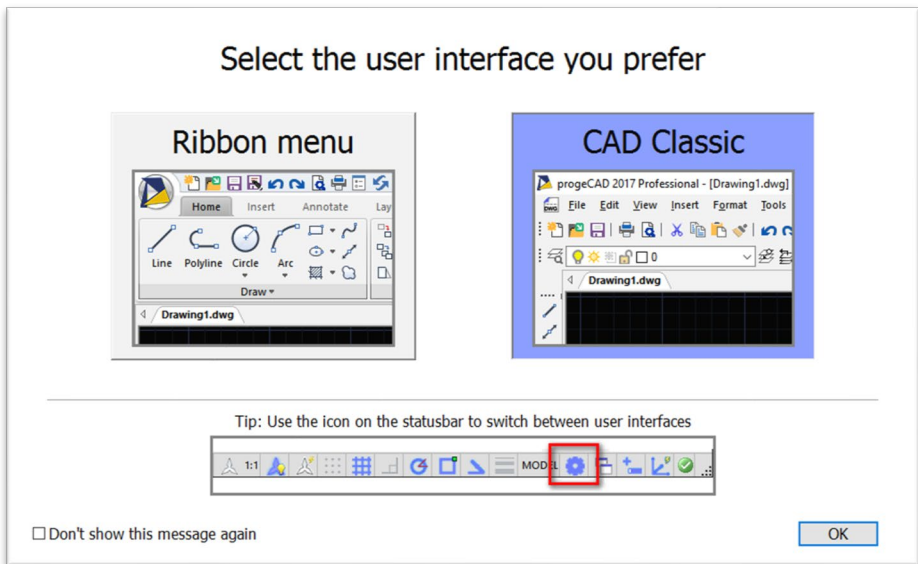 Select the user interface you prefer
Ribbon menu
Home Insert Annotate Lay
Line Polyline Circle Arc
Draw
Drawing1.dwg
CAD Classic
progeCAD 2017 Professional - [Drawing1.dwg]
DWG File Edit View Insert Format Tools
0
Drawing1.dwg
Tip: Use the icon on the statusbar to switch between user interfaces
1:1 MODEL
Don't show this message again
OK